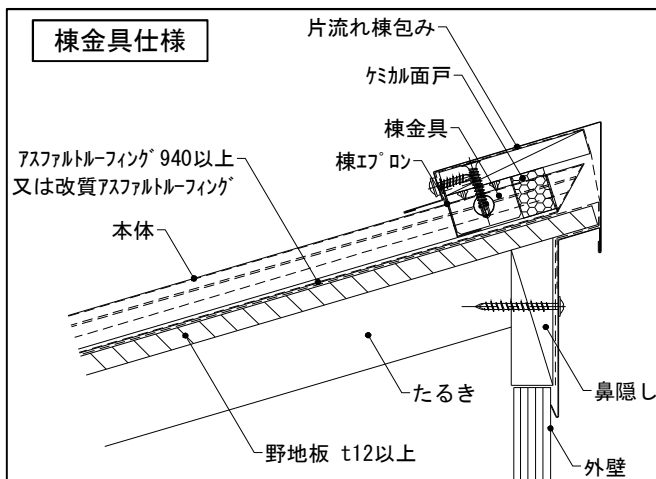 棟金具仕様
片流れ棟包み
ｹﾐｶﾙ面戸
棟金具
棟ｴﾌﾟﾛﾝ
ｱｽﾌｧﾙﾄﾙｰﾌｨﾝｸﾞ940以上
又は改質ｱｽﾌｧﾙﾄﾙｰﾌｨﾝｸﾞ
本体
たるき
鼻隠し
野地板 t12以上
外壁